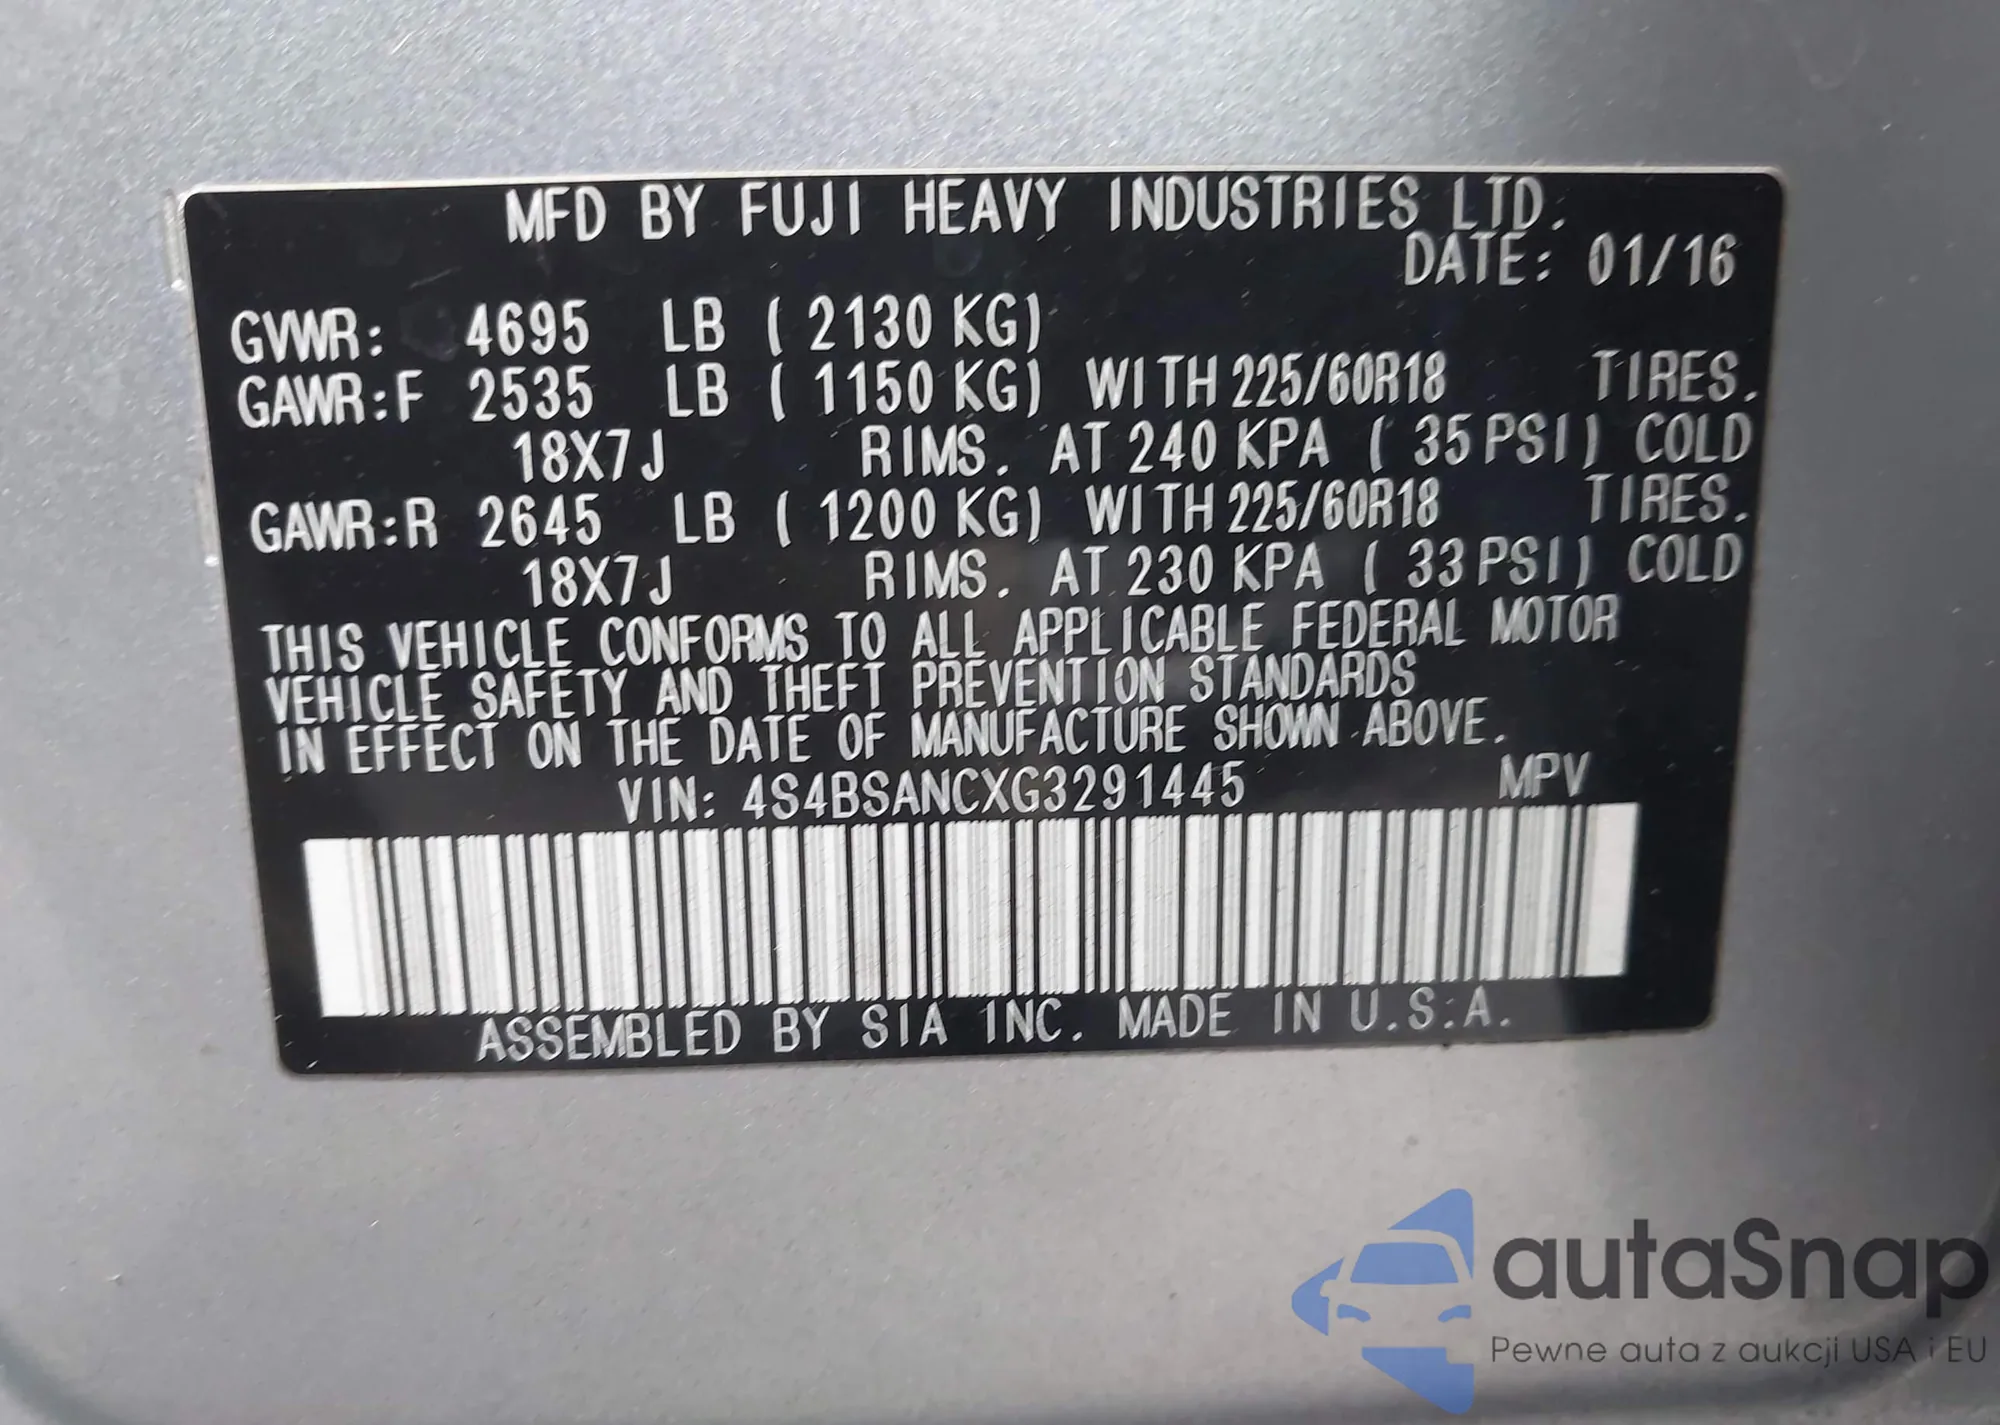 MFD BY FUJI HEAVY INDUSTRIES LTD.
DATE: 01/16
GVWR: 4695 LB ( 2130 KG)
GAWR:F 2535 LB ( 1150 KG) WITH 225/60R18 TIRES.
18X7J RIMS. AT 240 KPA ( 35 PSI) COLD
GAWR:R 2645 LB ( 1200 KG) WITH 225/60R18 TIRES.
18X7J RIMS. AT 230 KPA ( 33 PSI) COLD
THIS VEHICLE CONFORMS TO ALL APPLICABLE FEDERAL MOTOR
VEHICLE SAFETY AND THEFT PREVENTION STANDARDS
IN EFFECT ON THE DATE OF MANUFACTURE SHOWN ABOVE.
VIN: 4S4BSANCXG3291445 MPV
ASSEMBLED BY SIA INC. MADE IN U.S.A.
autaSnap
Pewne auta z aukcji USA i EU